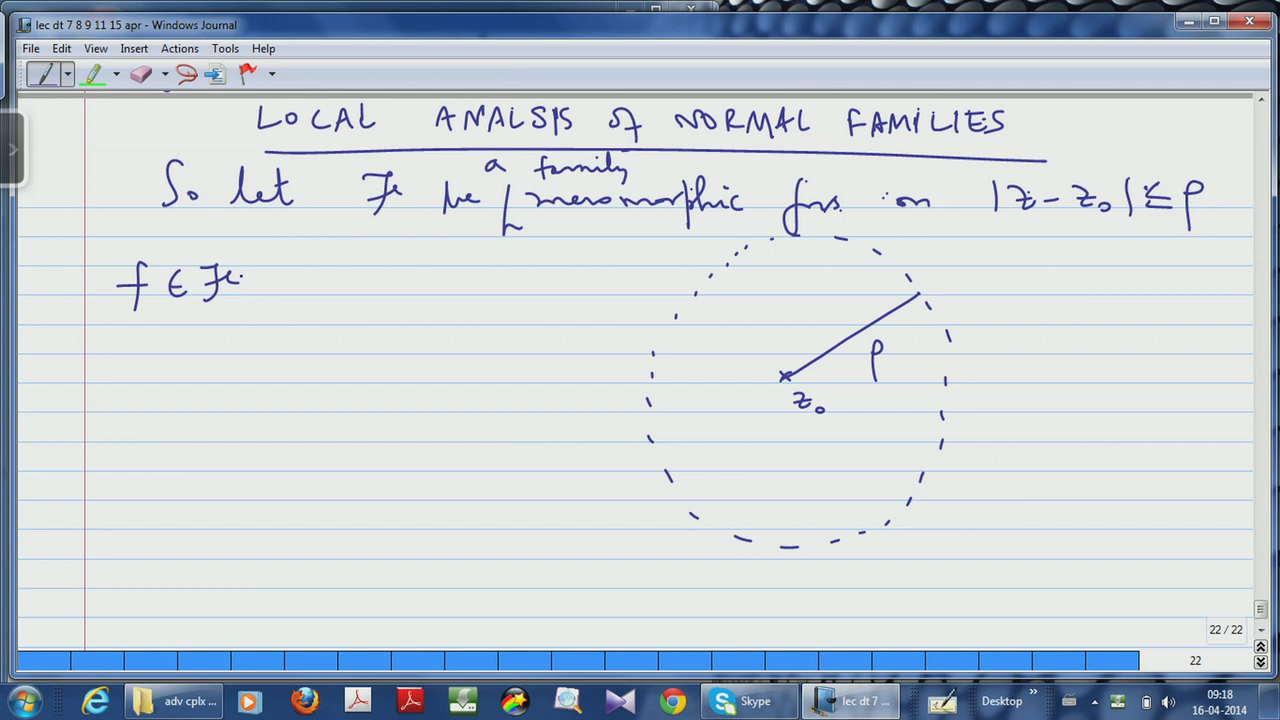 lec dt 7 8 9 11 15 apr - Windows Journal
File Edit View Insert Actions Tools Help
LOCAL ANALSIS of NORMAL FAMILIES
So let F be a family meromorphic fns. on |z - z₀| ≤ ρ
f ∈ F
ρ
z₀
22 / 22
22
adv cplx ...
Skype
lec dt 7 ...
Desktop
09:18
16-04-2014